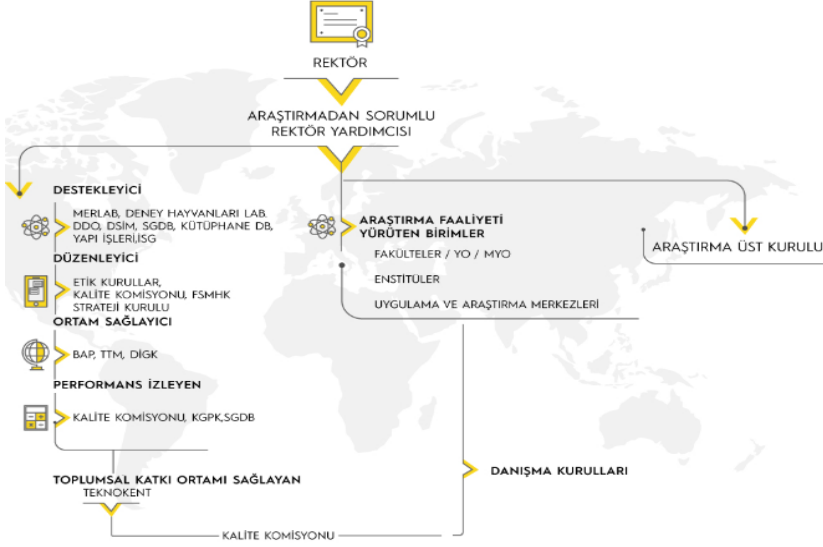 REKTÖR
ARAŞTIRMADAN SORUMLU
REKTÖR YARDIMCISI
DESTEKLEYİCİ
MERLAB, DENEY HAYVANLARI LAB.
DDO, DSİM, SGDB, KÜTÜPHANE DB,
YAPI İŞLERİ,İSG
DÜZENLEYİCİ
ETİK KURULLAR,
KALİTE KOMİSYONU, FSMHK
STRATEJİ KURULU
ORTAM SAĞLAYICI
BAP, TTM, DİGK
PERFORMANS İZLEYEN
KALİTE KOMİSYONU, KGPK,SGDB
TOPLUMSAL KATKI ORTAMI SAĞLAYAN
TEKNOKENT
KALİTE KOMİSYONU
ARAŞTIRMA FAALİYETİ
YÜRÜTEN BİRİMLER
FAKÜLTELER / YO / MYO
ENSTİTÜLER
UYGULAMA VE ARAŞTIRMA MERKEZLERİ
ARAŞTIRMA ÜST KURULU
DANIŞMA KURULLARI